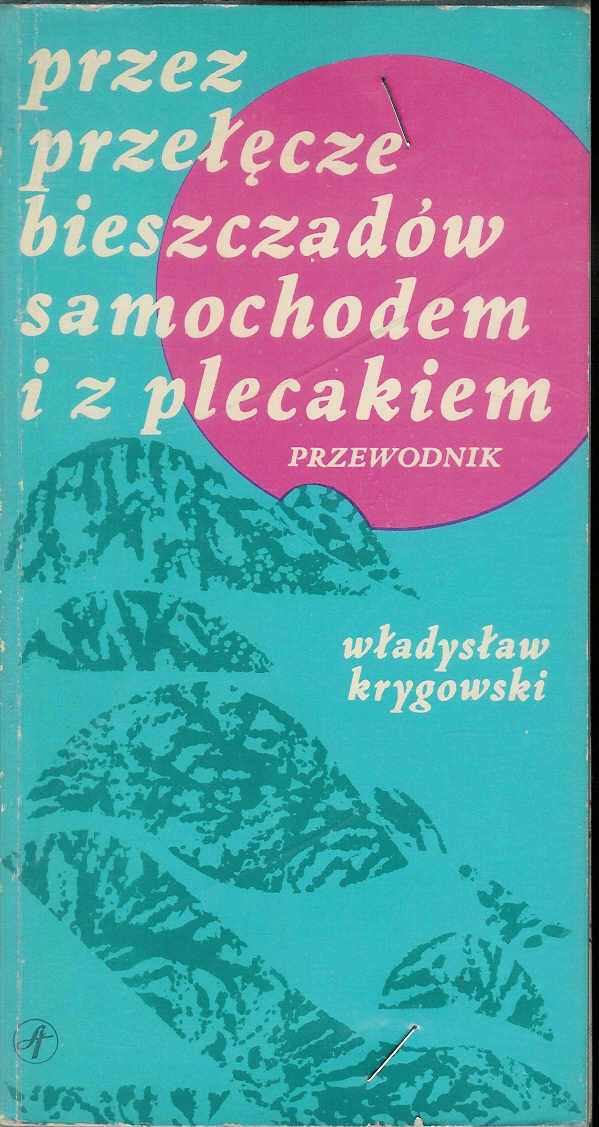 przez
przełęcze
bieszczadów
samochodem
i z plecakiem
PRZEWODNIK
władysław
krygowski